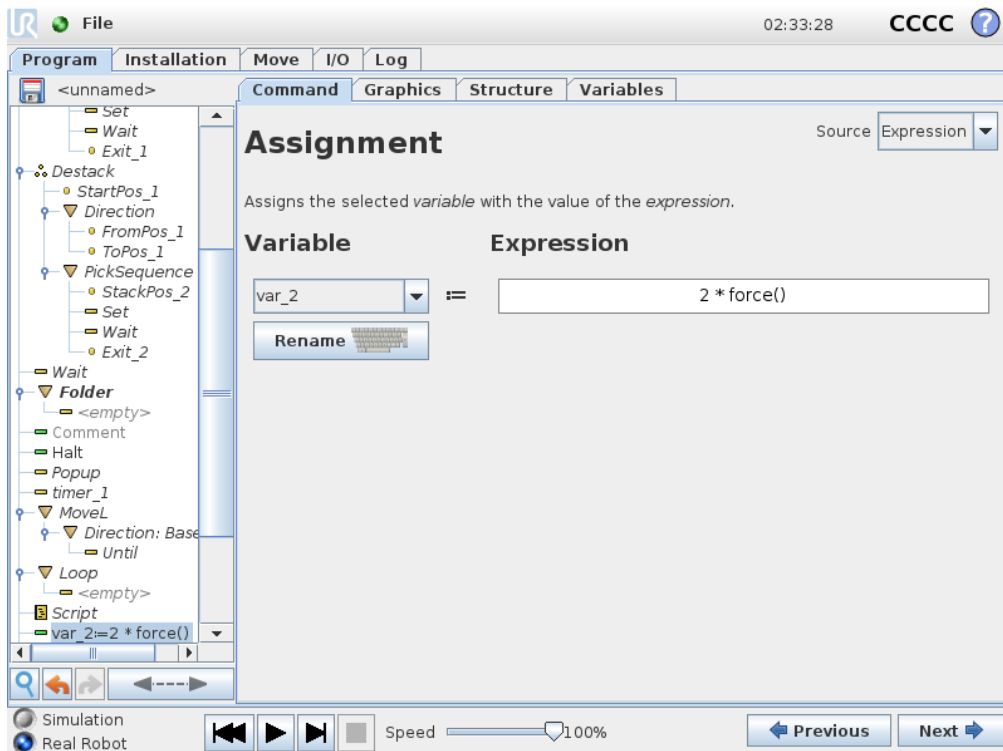 UR File 02:33:28 CCCC ?
Program Installation Move I/O Log
<unnamed> Command Graphics Structure Variables
Set
Wait
Exit_1
Destack
StartPos_1
Direction
FromPos_1
ToPos_1
PickSequence
StackPos_2
Set
Wait
Exit_2
Wait
Folder
<empty>
Comment
Halt
Popup
timer_1
MoveL
Direction: Base
Until
Loop
<empty>
Script
var_2:=2 * force()
Assignment
Source Expression
Assigns the selected variable with the value of the expression.
Variable Expression
var_2 := 2 * force()
Rename
Simulation
Real Robot
Speed 100%
Previous Next